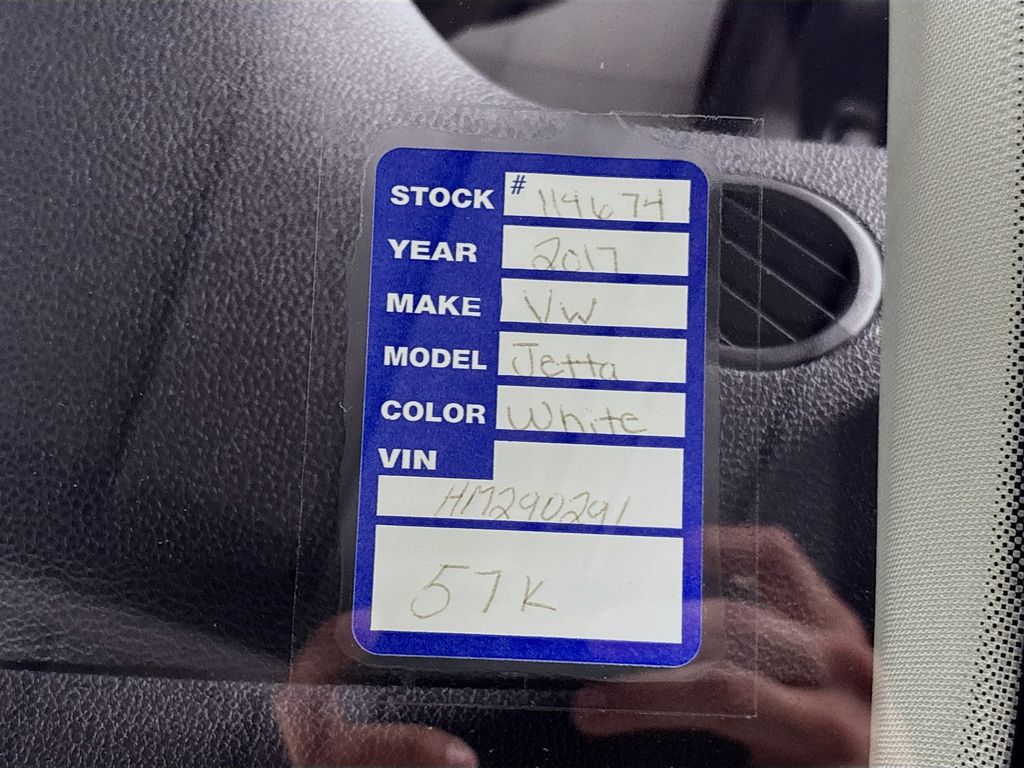 STOCK # 114674
YEAR 2017
MAKE VW
MODEL Jetta
COLOR White
VIN
HM290291
57K